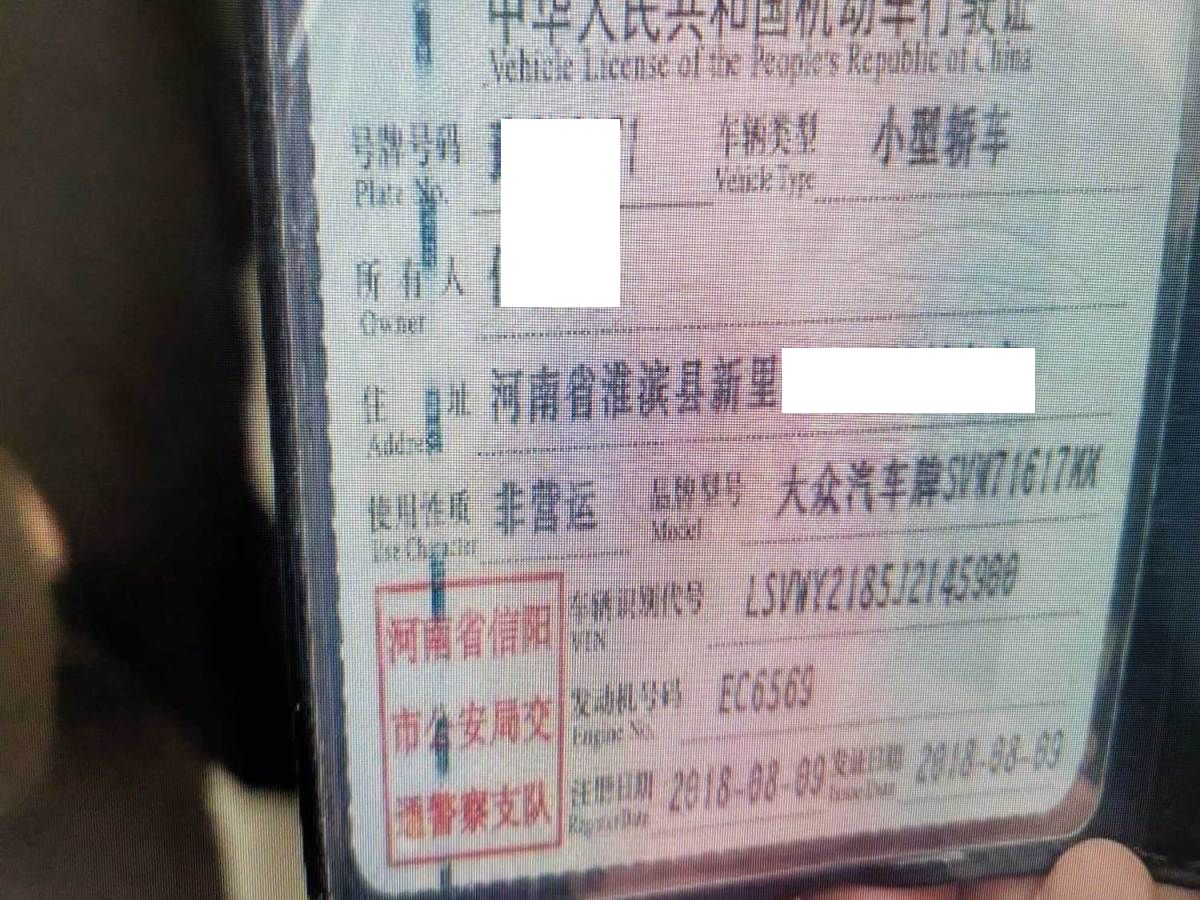 中华人民共和国机动车行驶证
Vehicle License of the People's Republic of China
号牌号码 车辆类型 小型轿车
Plate No. Vehicle Type
所有人
Owner
住址 河南省淮滨县新里
Address
使用性质 非营运 品牌型号 大众汽车牌SVW71617KM
Use Character Model
河南省信阳 车辆识别代号 LSVWY2185J2145900
VIN
市公安局交 发动机号码 EC6569
Engine No.
通警察支队 注册日期 2018-08-09 发证日期 2018-08-09
Register Date Issue Date